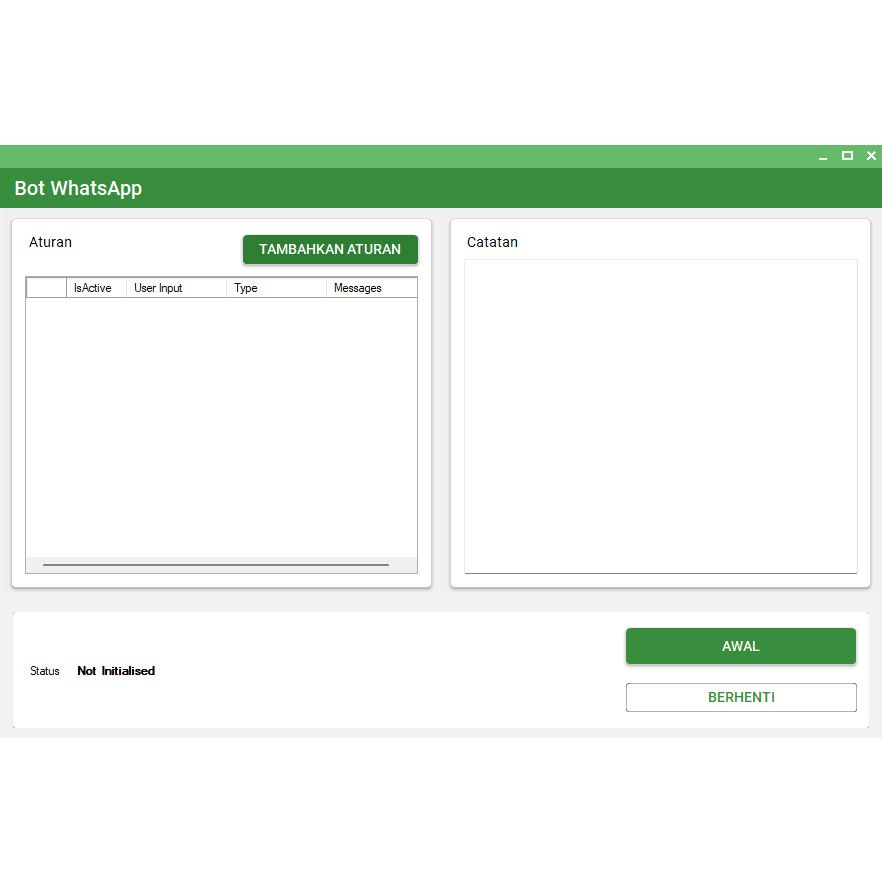 Bot WhatsApp
Aturan
TAMBAHKAN ATURAN
IsActive User Input Type Messages
Catatan
Status Not Initialised
AWAL
BERHENTI